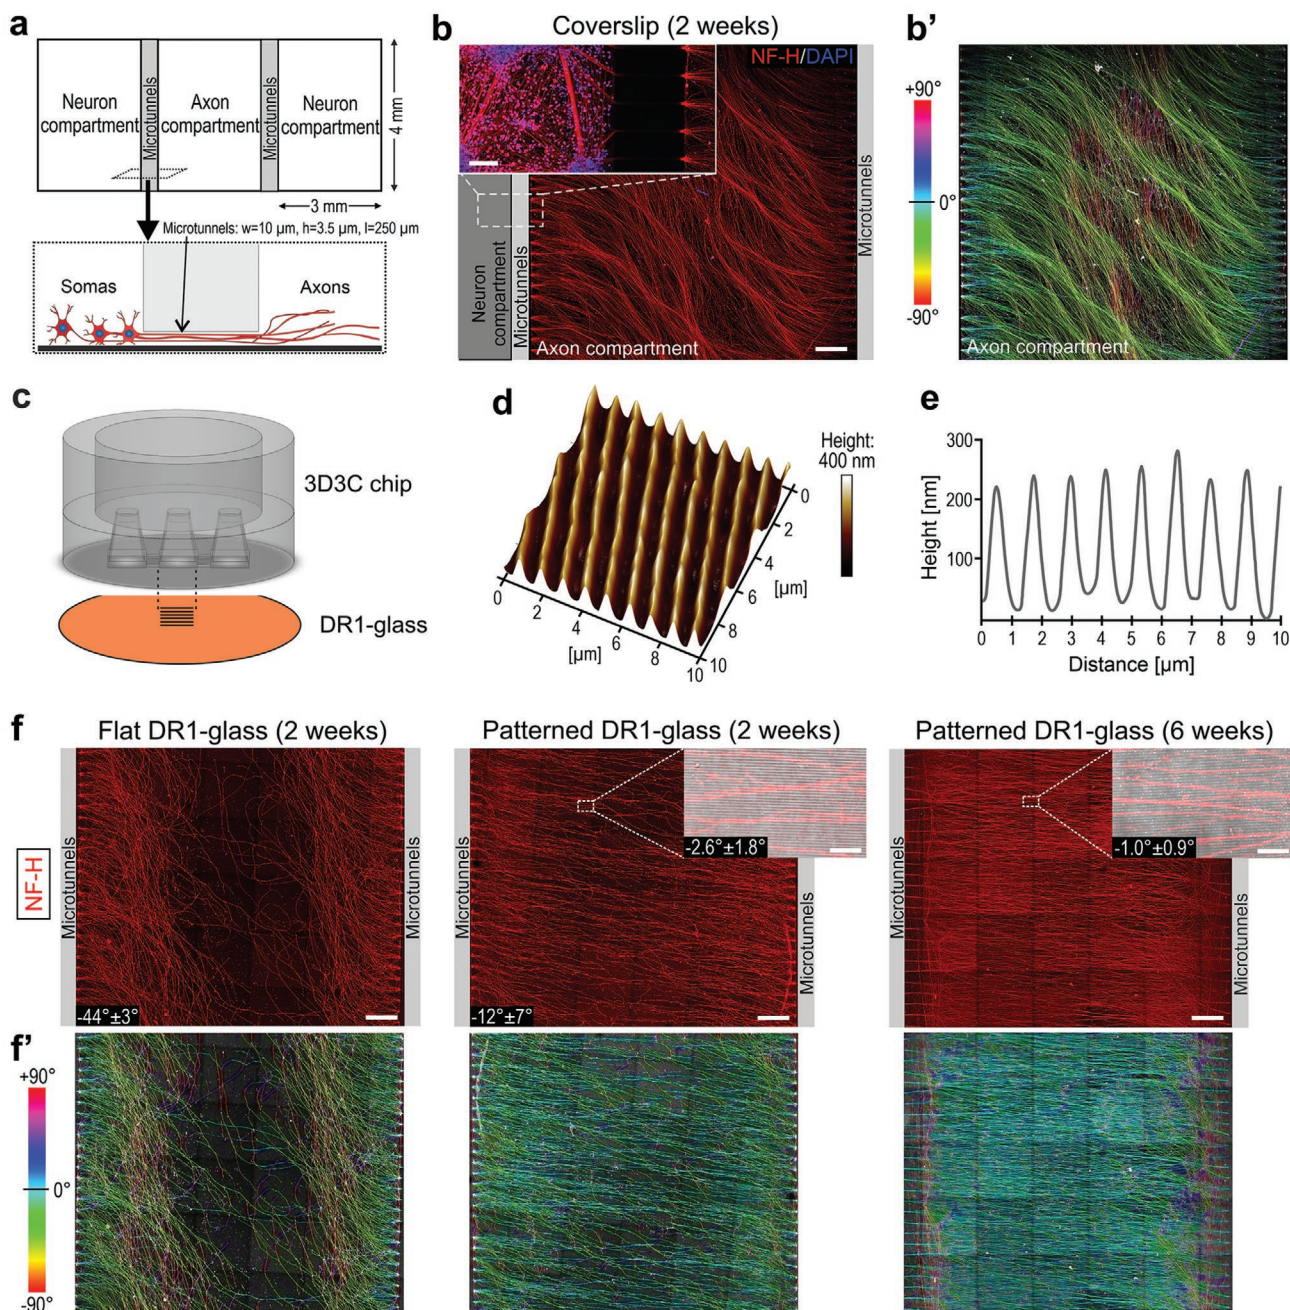 a
Neuron
compartment
Microtunnels
Axon
compartment
Microtunnels
Neuron
compartment
4 mm
3 mm
Microtunnels: w=10 µm, h=3.5 µm, l=250 µm
Somas
Axons
b
Coverslip (2 weeks)
NF-H/DAPI
Neuron
compartment
Microtunnels
Axon compartment
Microtunnels
b'
+90°
0°
-90°
Axon compartment
c
3D3C chip
DR1-glass
d
Height:
400 nm
0
0
2
4
6
8
10
[µm]
0
2
4
6
8
10
[µm]
e
Height [nm]
300
200
100
0 1 2 3 4 5 6 7 8 9 10
Distance [µm]
f
Flat DR1-glass (2 weeks)
Patterned DR1-glass (2 weeks)
Patterned DR1-glass (6 weeks)
NF-H
Microtunnels
-44°±3°
Microtunnels
Microtunnels
-2.6°±1.8°
-12°±7°
Microtunnels
Microtunnels
-1.0°±0.9°
Microtunnels
f'
+90°
0°
-90°